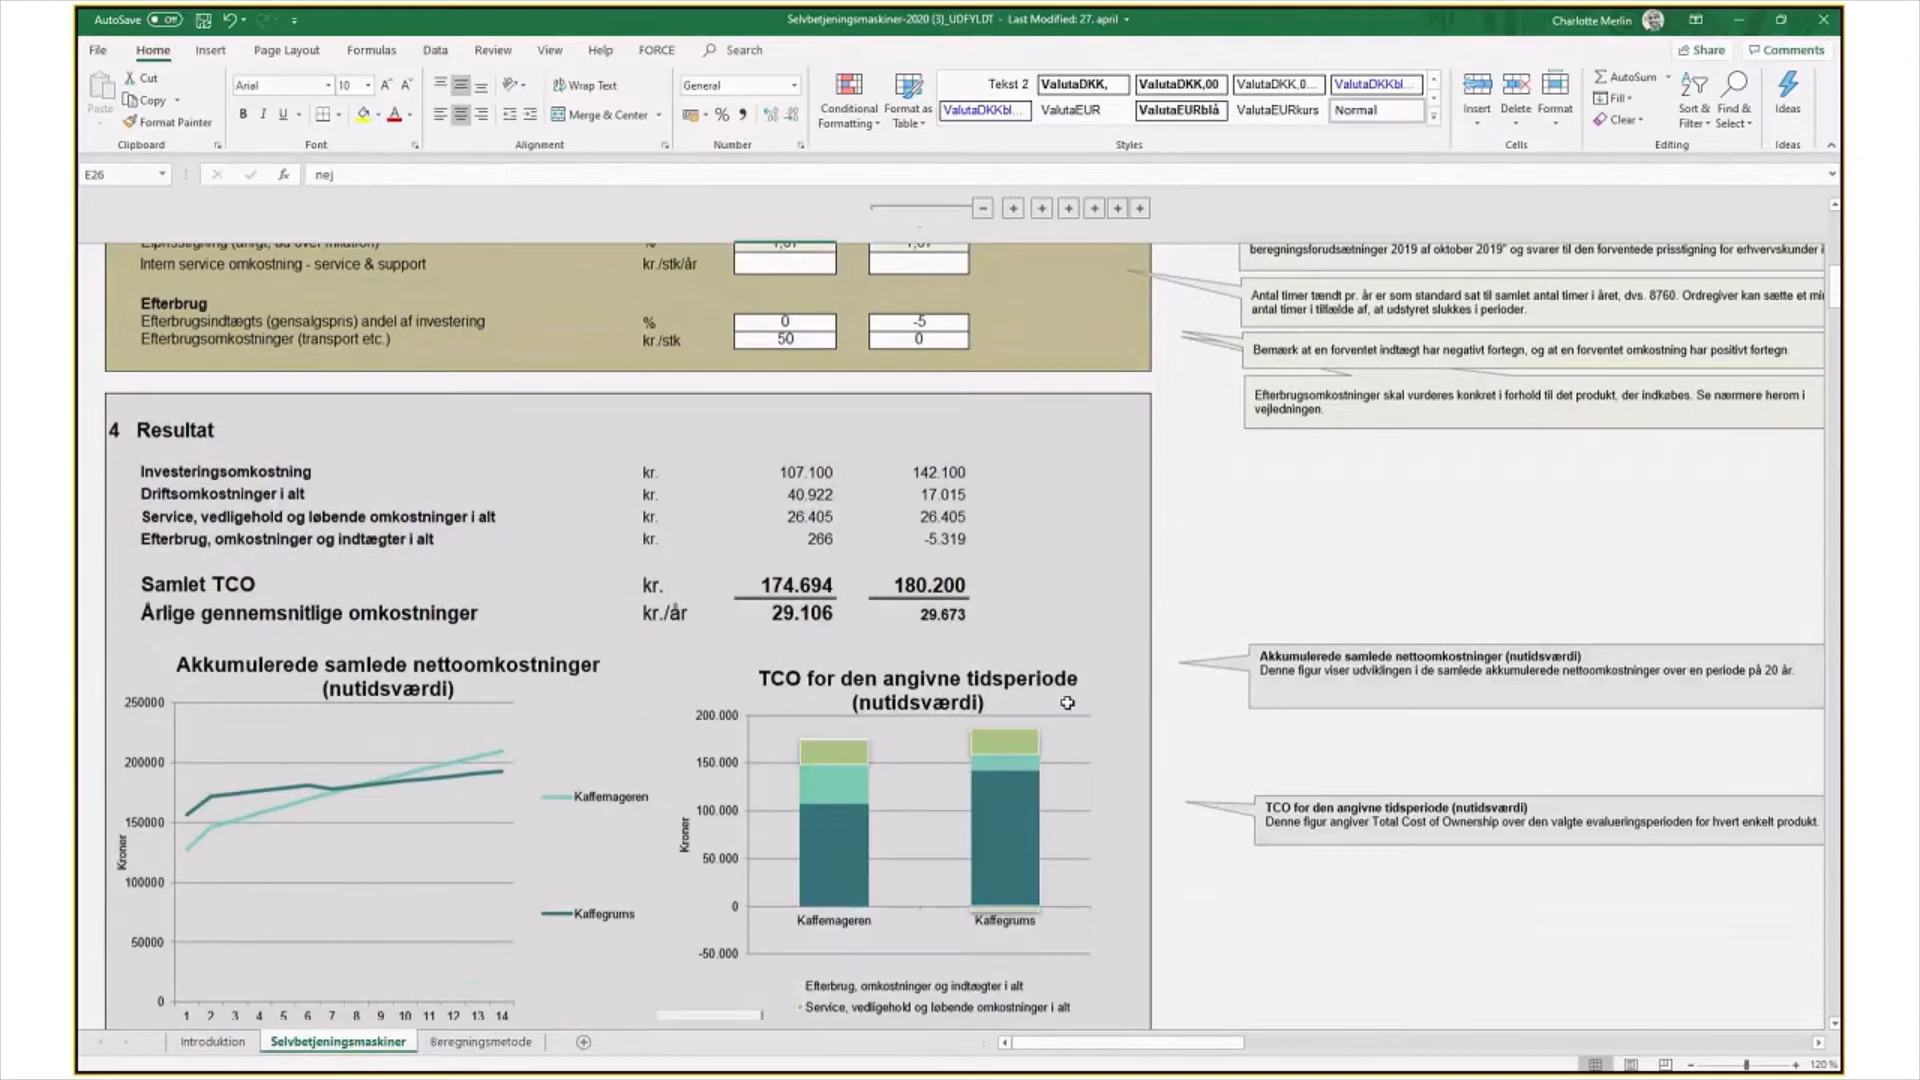 AutoSave Off
Selvbetjeningsmaskiner-2020 (3)_UDFYLDT - Last Modified: 27. april
Charlotte Merlin
File Home Insert Page Layout Formulas Data Review View Help FORCE Search
Share Comments
Paste
Cut
Copy
Format Painter
Clipboard
Arial 10
B I U
Font
Wrap Text
Merge & Center
Alignment
General
Number
Conditional Formatting
Format as Table
Tekst 2 ValutaDKK, ValutaDKK,00 ValutaDKK,0... ValutaDKKbl...
ValutaDKKbl... ValutaEUR ValutaEURblå ValutaEURkurs Normal
Styles
Insert Delete Format
Cells
AutoSum
Fill
Clear
Sort & Filter
Find & Select
Editing
Ideas
Ideas
E26 nej
Elprisstigning (årligt, ud over inflation) %
Intern service omkostning - service & support kr./stk/år
Efterbrug
Efterbrugsindtægts (gensalgspris) andel af investering % 0 -5
Efterbrugsomkostninger (transport etc.) kr./stk 50 0
beregningsforudsætninger 2019 af oktober 2019" og svarer til den forventede prisstigning for erhvervskunder i
Antal timer tændt pr. år er som standard sat til samlet antal timer i året, dvs. 8760. Ordregiver kan sætte et mi
antal timer i tilfælde af, at udstyret slukkes i perioder.
Bemærk at en forventet indtægt har negativt fortegn, og at en forventet omkostning har positivt fortegn.
Efterbrugsomkostninger skal vurderes konkret i forhold til det produkt, der indkøbes. Se nærmere herom i
vejledningen.
4 Resultat
Investeringsomkostning kr. 107.100 142.100
Driftsomkostninger i alt kr. 40.922 17.015
Service, vedligehold og løbende omkostninger i alt kr. 26.405 26.405
Efterbrug, omkostninger og indtægter i alt kr. 266 -5.319
Samlet TCO kr. 174.694 180.200
Årlige gennemsnitlige omkostninger kr./år 29.106 29.673
Akkumulerede samlede nettoomkostninger
(nutidsværdi)
250000
200000
150000
100000
50000
0
Kroner
1 2 3 4 5 6 7 8 9 10 11 12 13 14
Kaffemageren
Kaffegrums
TCO for den angivne tidsperiode
(nutidsværdi)
200.000
150.000
100.000
50.000
0
-50.000
Kroner
Kaffemageren Kaffegrums
Efterbrug, omkostninger og indtægter i alt
Service, vedligehold og løbende omkostninger i alt
Akkumulerede samlede nettoomkostninger (nutidsværdi)
Denne figur viser udviklingen i de samlede akkumulerede nettoomkostninger over en periode på 20 år.
TCO for den angivne tidsperiode (nutidsværdi)
Denne figur angiver Total Cost of Ownership over den valgte evalueringsperioden for hvert enkelt produkt.
Introduktion Selvbetjeningsmaskiner Beregningsmetode
120 %